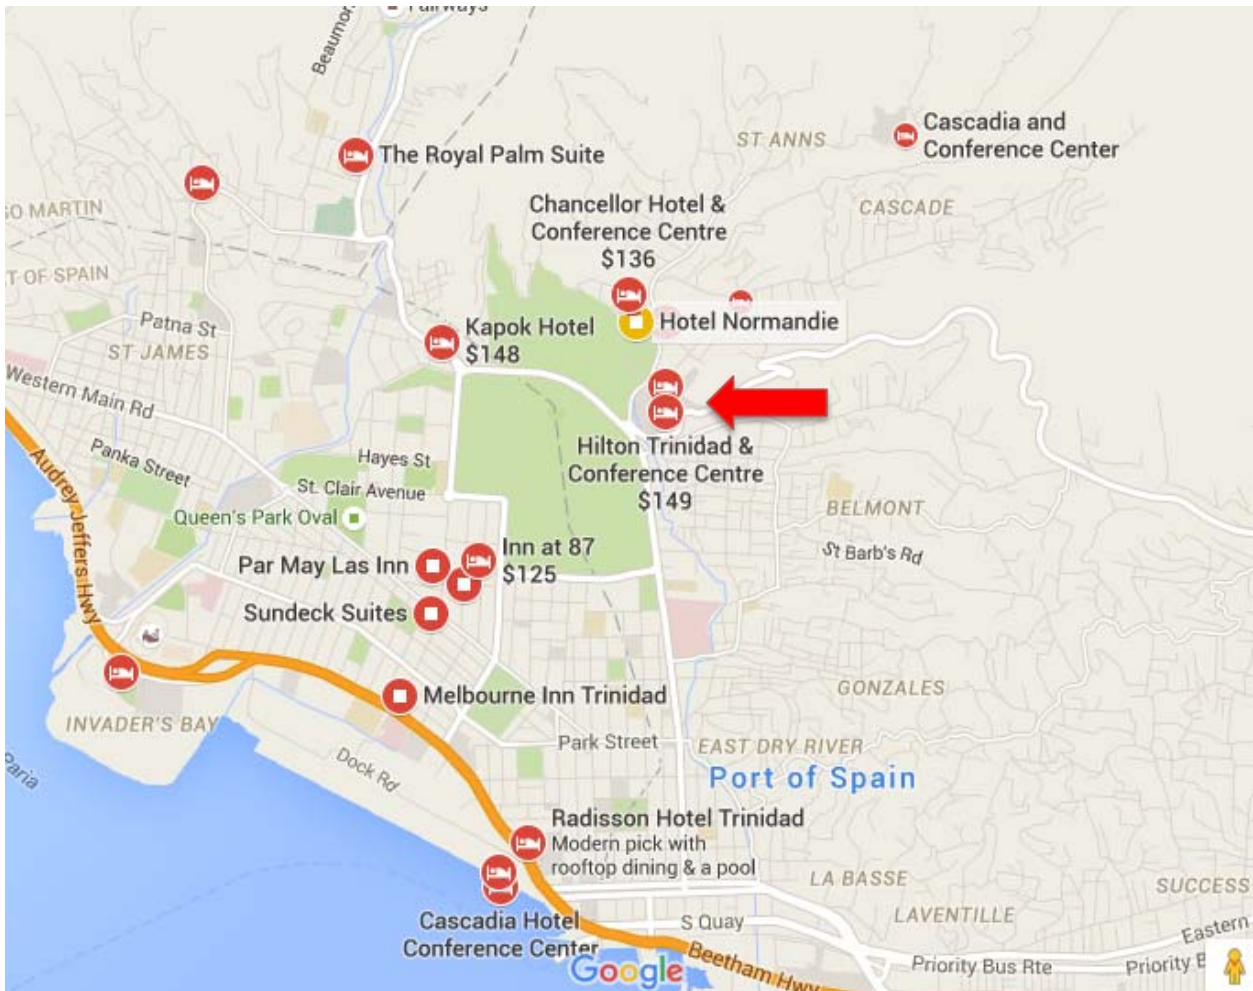 Fairways
Beaumon
Cascadia and
Conference Center
ST ANNS
The Royal Palm Suite
CASCADE
GO MARTIN
Chancellor Hotel &
Conference Centre
$136
T OF SPAIN
Patna St
Kapok Hotel
$148
Hotel Normandie
ST JAMES
Western Main Rd
Panka Street
Hayes St
St. Clair Avenue
Hilton Trinidad &
Conference Centre
$149
Audrey Jeffers Hwy
Queen's Park Oval
BELMONT
St Barb's Rd
Inn at 87
$125
Par May Las Inn
Sundeck Suites
Melbourne Inn Trinidad
GONZALES
INVADER'S BAY
Park Street
EAST DRY RIVER
Paria
Dock Rd
Port of Spain
Radisson Hotel Trinidad
Modern pick with
rooftop dining & a pool
LA BASSE
SUCCESS
LAVENTILLE
Cascadia Hotel
Conference Center
S Quay
Eastern
Google
Beetham Hwy
Priority Bus Rte
Priority B